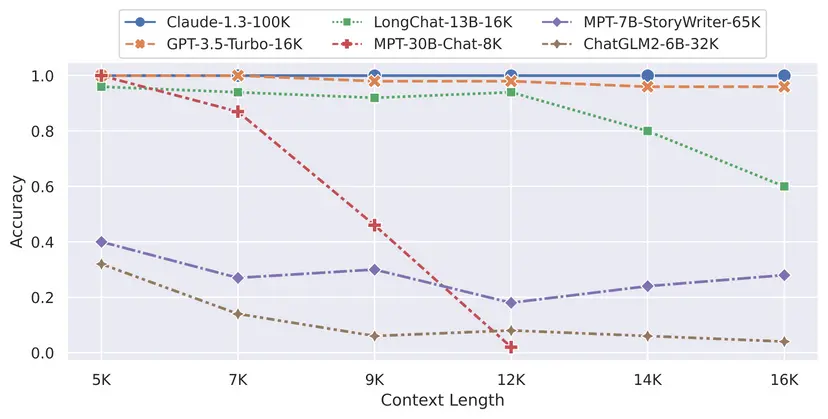 Claude-1.3-100K LongChat-13B-16K MPT-7B-StoryWriter-65K
GPT-3.5-Turbo-16K MPT-30B-Chat-8K ChatGLM2-6B-32K
1.0
0.8
0.6
0.4
0.2
0.0
Accuracy
5K 7K 9K 12K 14K 16K
Context Length